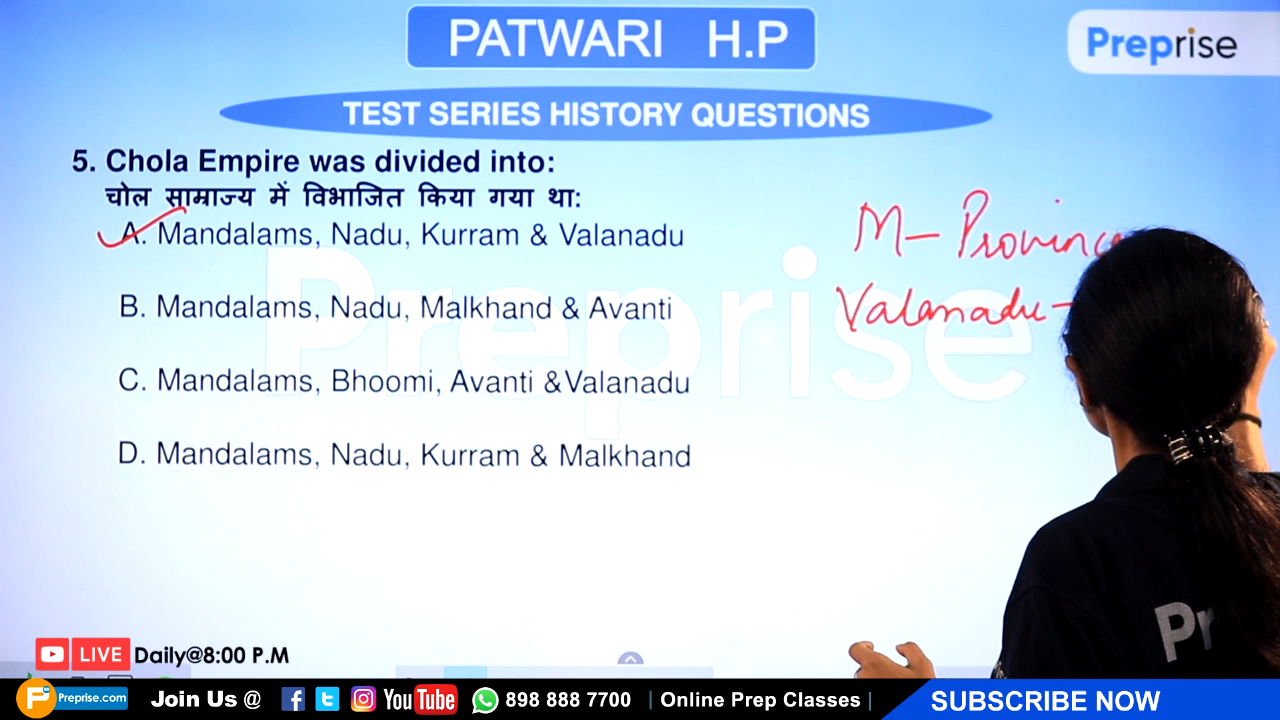 PATWARI H.P
Preprise
TEST SERIES HISTORY QUESTIONS
5. Chola Empire was divided into:
चोल साम्राज्य में विभाजित किया गया था:
A. Mandalams, Nadu, Kurram & Valanadu
B. Mandalams, Nadu, Malkhand & Avanti
C. Mandalams, Bhoomi, Avanti &Valanadu
D. Mandalams, Nadu, Kurram & Malkhand
M- Province
Valanadu-
Preprise
Pr
LIVE Daily@8:00 P.M
Preprise.com Join Us @ YouTube 898 888 7700 | Online Prep Classes | SUBSCRIBE NOW